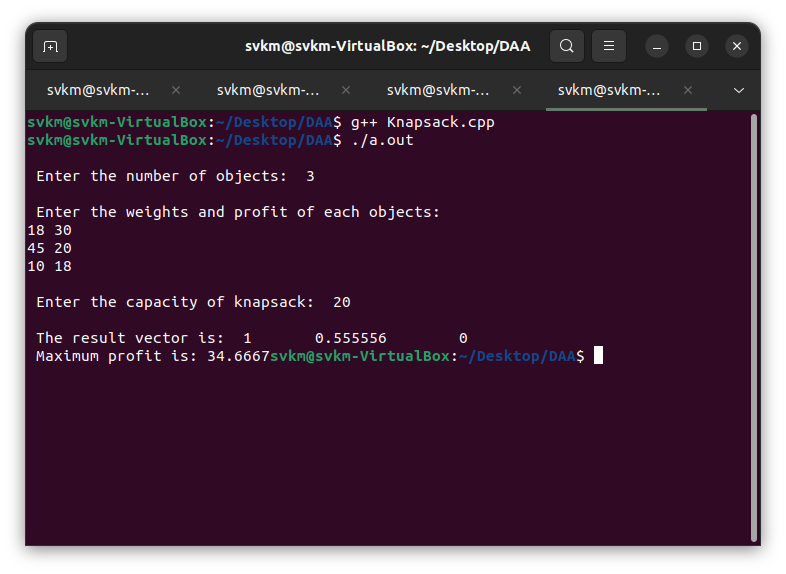 svkm@svkm-VirtualBox: ~/Desktop/DAA
svkm@svkm-... svkm@svkm-... svkm@svkm-... svkm@svkm-...
svkm@svkm-VirtualBox:~/Desktop/DAA$ g++ Knapsack.cpp
svkm@svkm-VirtualBox:~/Desktop/DAA$ ./a.out
Enter the number of objects:  3
Enter the weights and profit of each objects:
18 30
45 20
10 18
Enter the capacity of knapsack:  20
The result vector is:  1       0.555556        0
Maximum profit is: 34.6667svkm@svkm-VirtualBox:~/Desktop/DAA$